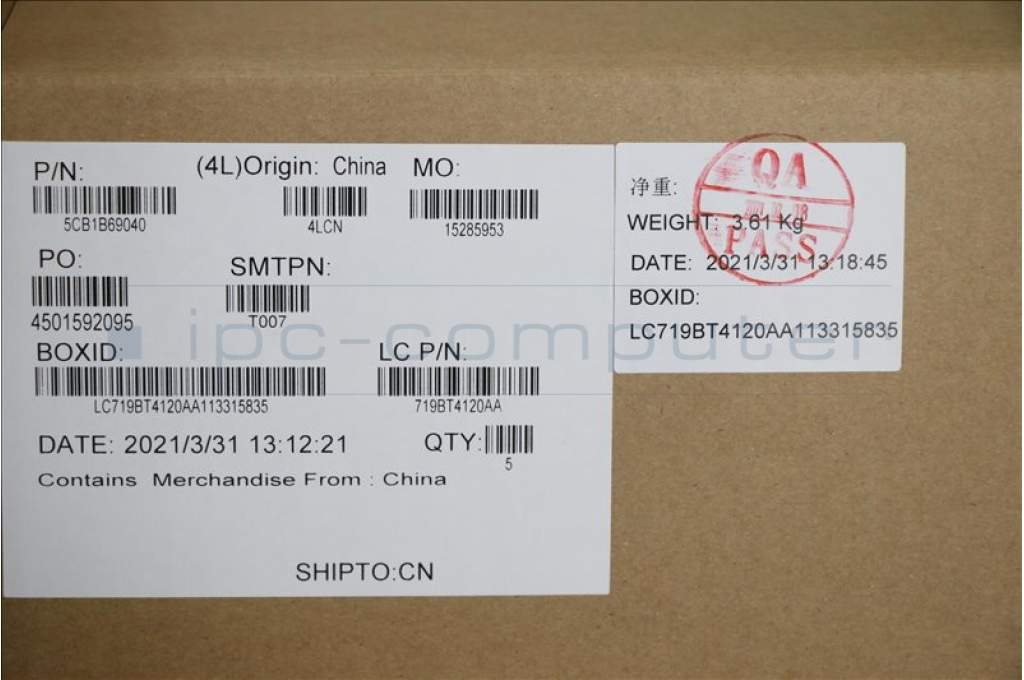 P/N: (4L)Origin: China MO:
5CB1B69040 4LCN 15285953
PO: SMTPN:
4501592095 T007
BOXID: LC P/N:
LC719BT4120AA113315835 719BT4120AA
DATE: 2021/3/31 13:12:21 QTY:
5
Contains Merchandise From : China
SHIPTO:CN
净重:
WEIGHT: 3.61 Kg
DATE: 2021/3/31 13:18:45
BOXID:
LC719BT4120AA113315835
QA
PASS
ipc-computer